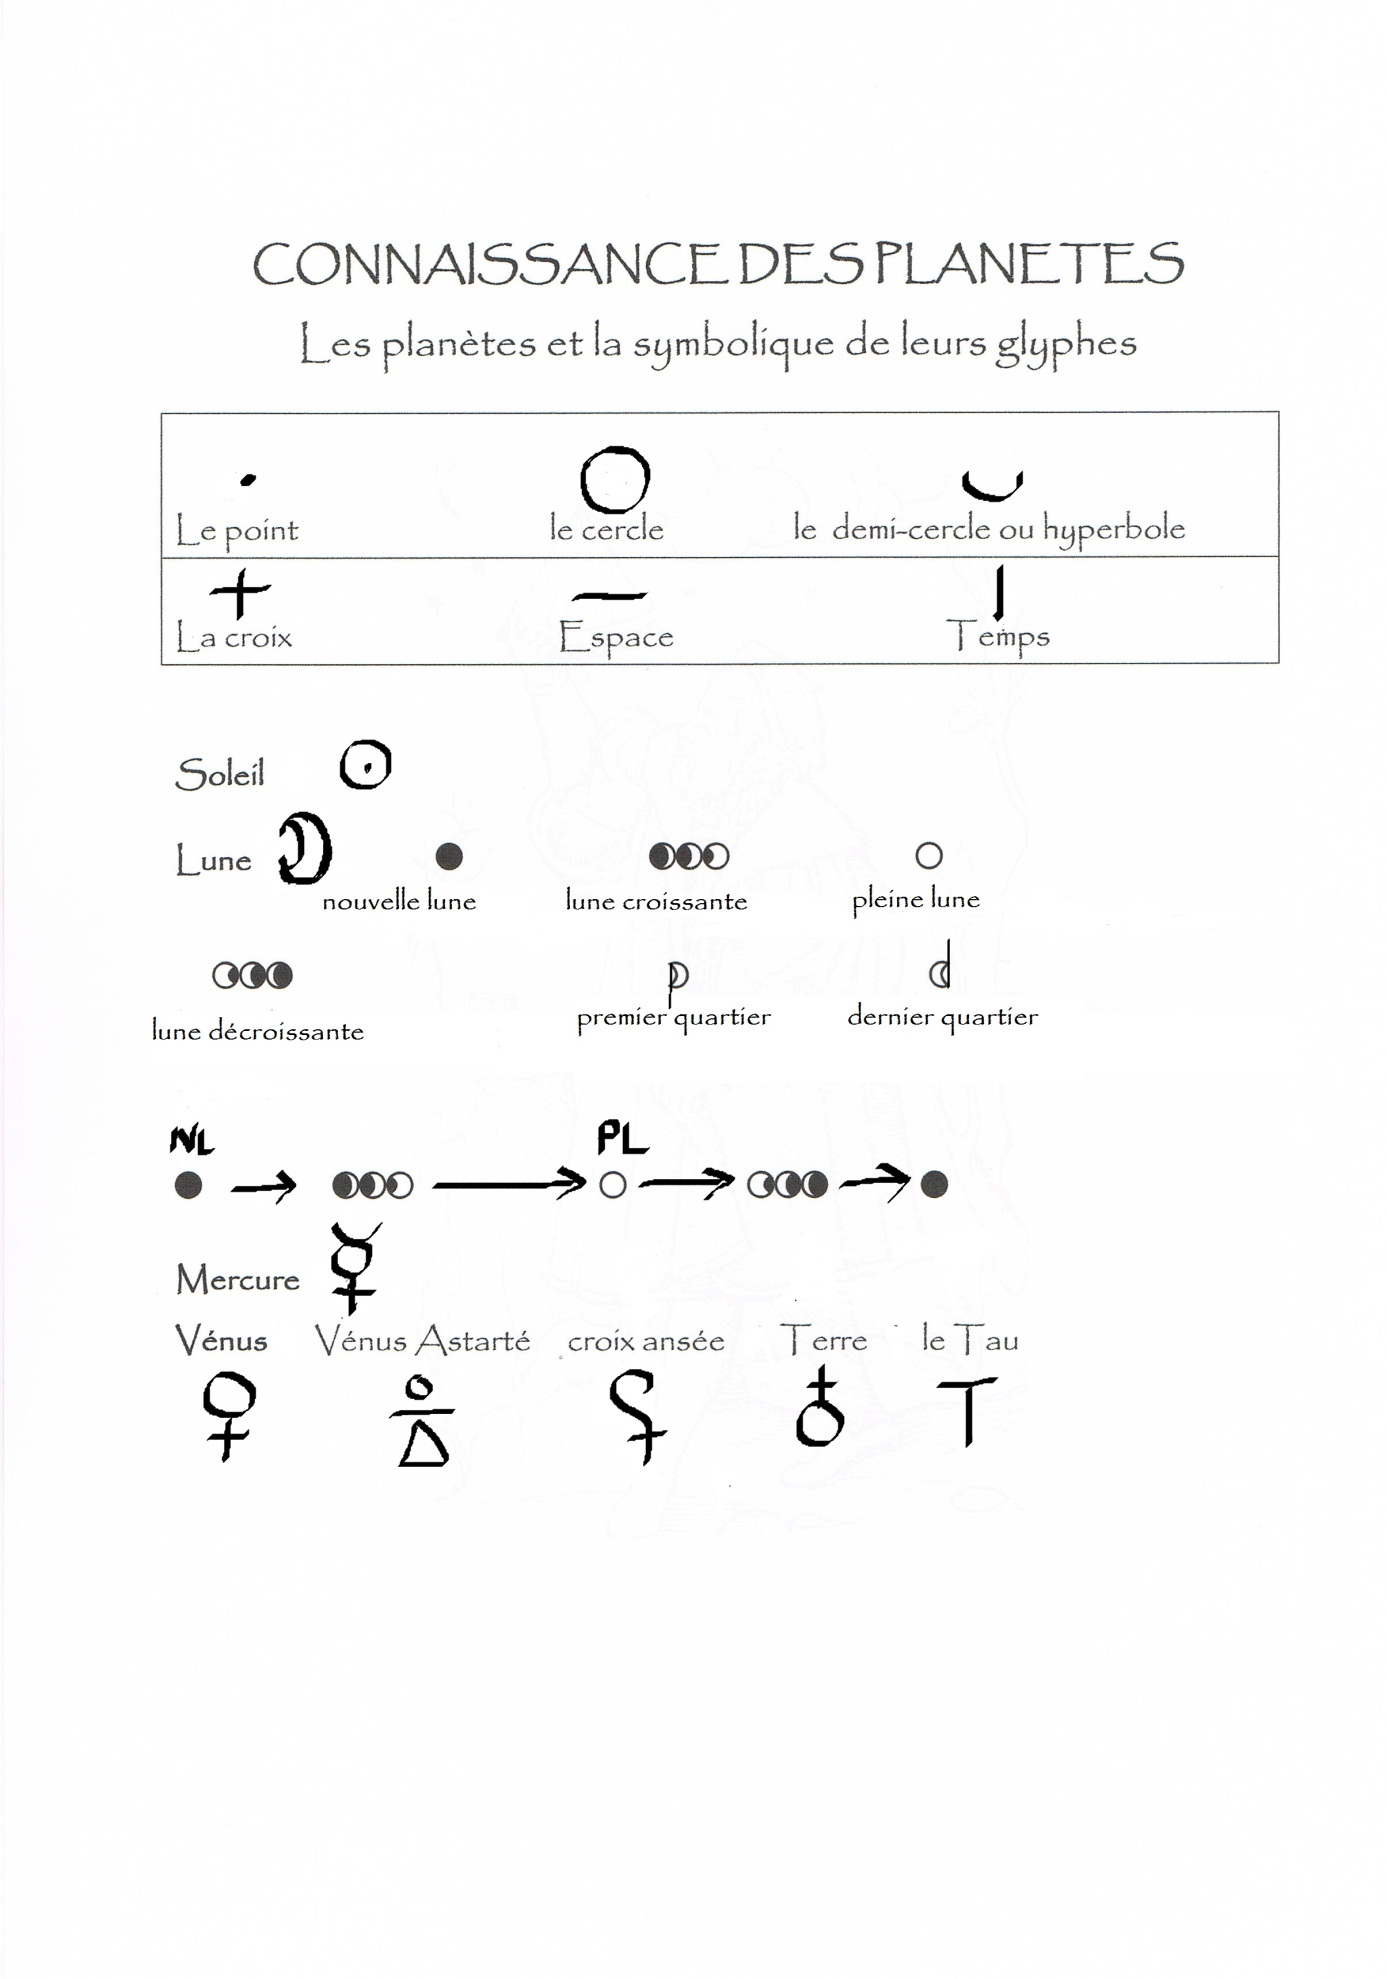 CONNAISSANCE DES PLANETES
Les planètes et la symbolique de leurs glyphes
Le point le cercle le demi-cercle ou hyperbole
La croix Espace Temps
Soleil
Lune
nouvelle lune lune croissante pleine lune
lune décroissante premier quartier dernier quartier
NL PL
Mercure
Vénus Vénus Astarté croix ansée Terre le Tau